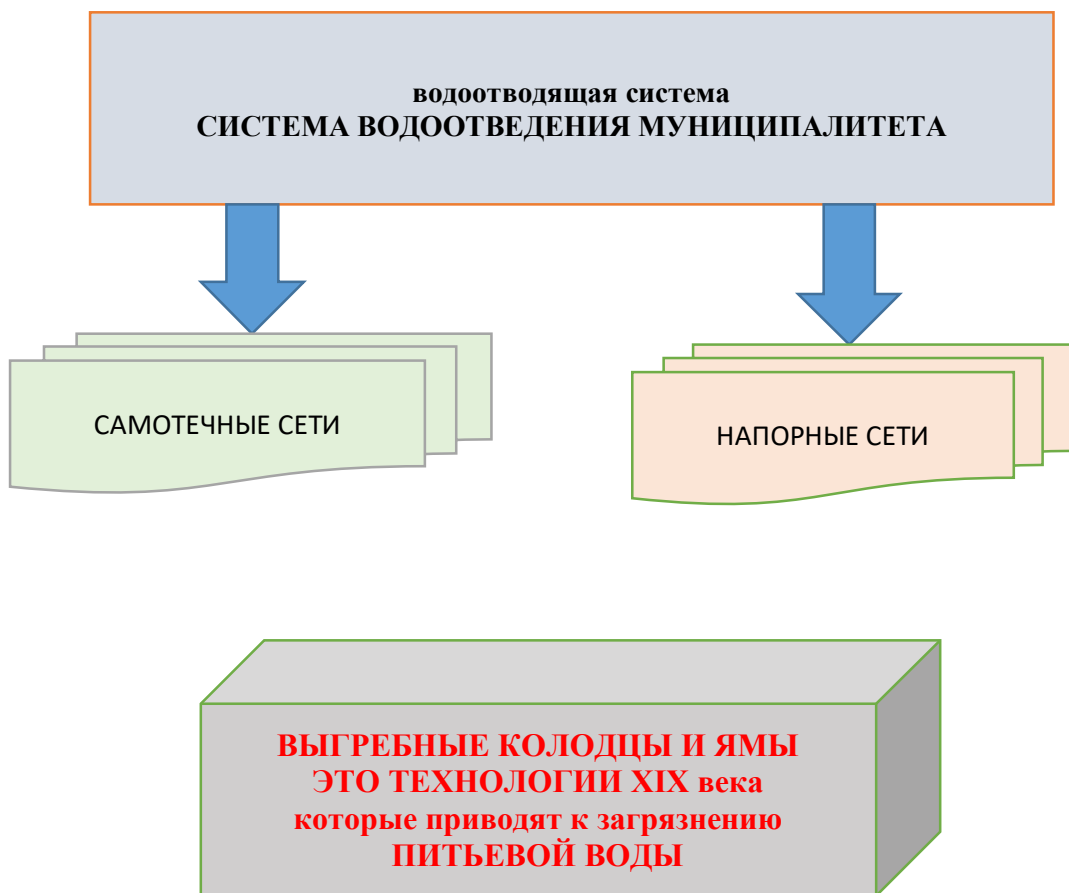 водоотводящая система
СИСТЕМА ВОДООТВЕДЕНИЯ МУНИЦИПАЛИТЕТА
САМОТЕЧНЫЕ СЕТИ
НАПОРНЫЕ СЕТИ
ВЫГРЕБНЫЕ КОЛОДЦЫ И ЯМЫ
ЭТО ТЕХНОЛОГИИ XIX века
которые приводят к загрязнению
ПИТЬЕВОЙ ВОДЫ